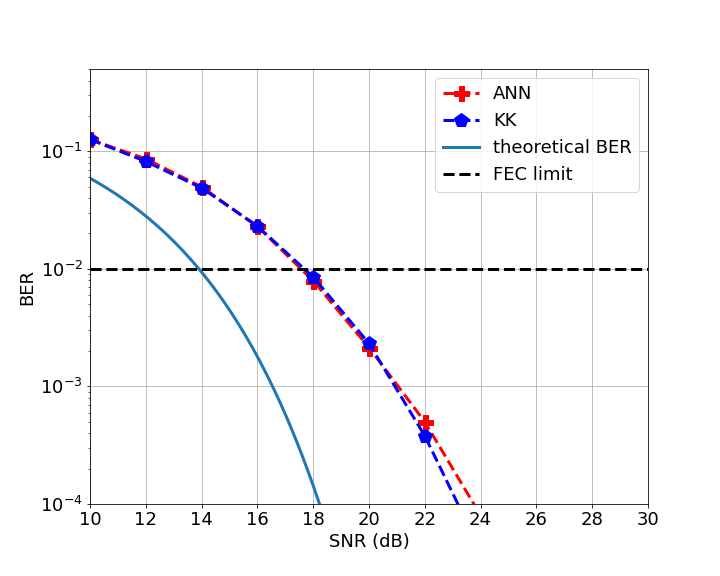 ANN
KK
theoretical BER
FEC limit
BER
10⁻¹
10⁻²
10⁻³
10⁻⁴
10 12 14 16 18 20 22 24 26 28 30
SNR (dB)